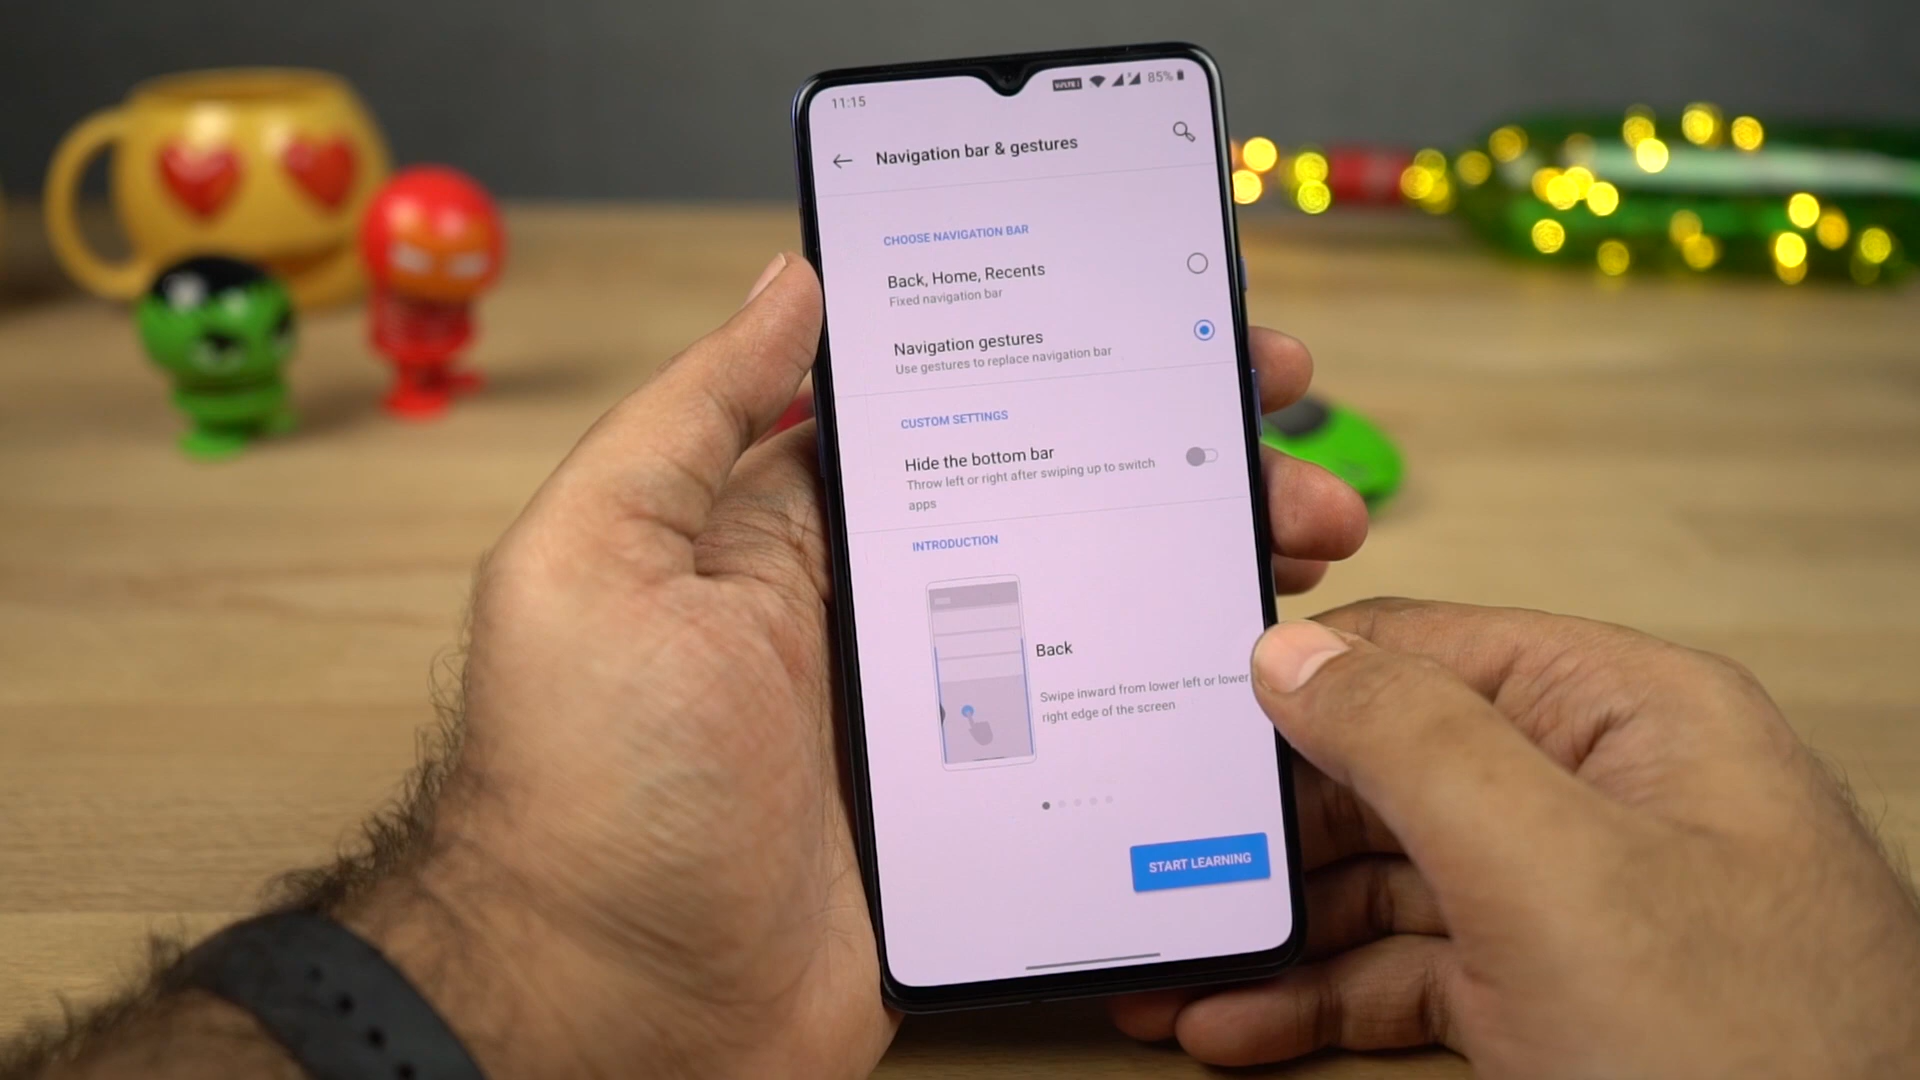 11:15
VoLTE 1
85%
Navigation bar & gestures
CHOOSE NAVIGATION BAR
Back, Home, Recents
Fixed navigation bar
Navigation gestures
Use gestures to replace navigation bar
CUSTOM SETTINGS
Hide the bottom bar
Throw left or right after swiping up to switch
apps
INTRODUCTION
Back
Swipe inward from lower left or lower
right edge of the screen
START LEARNING